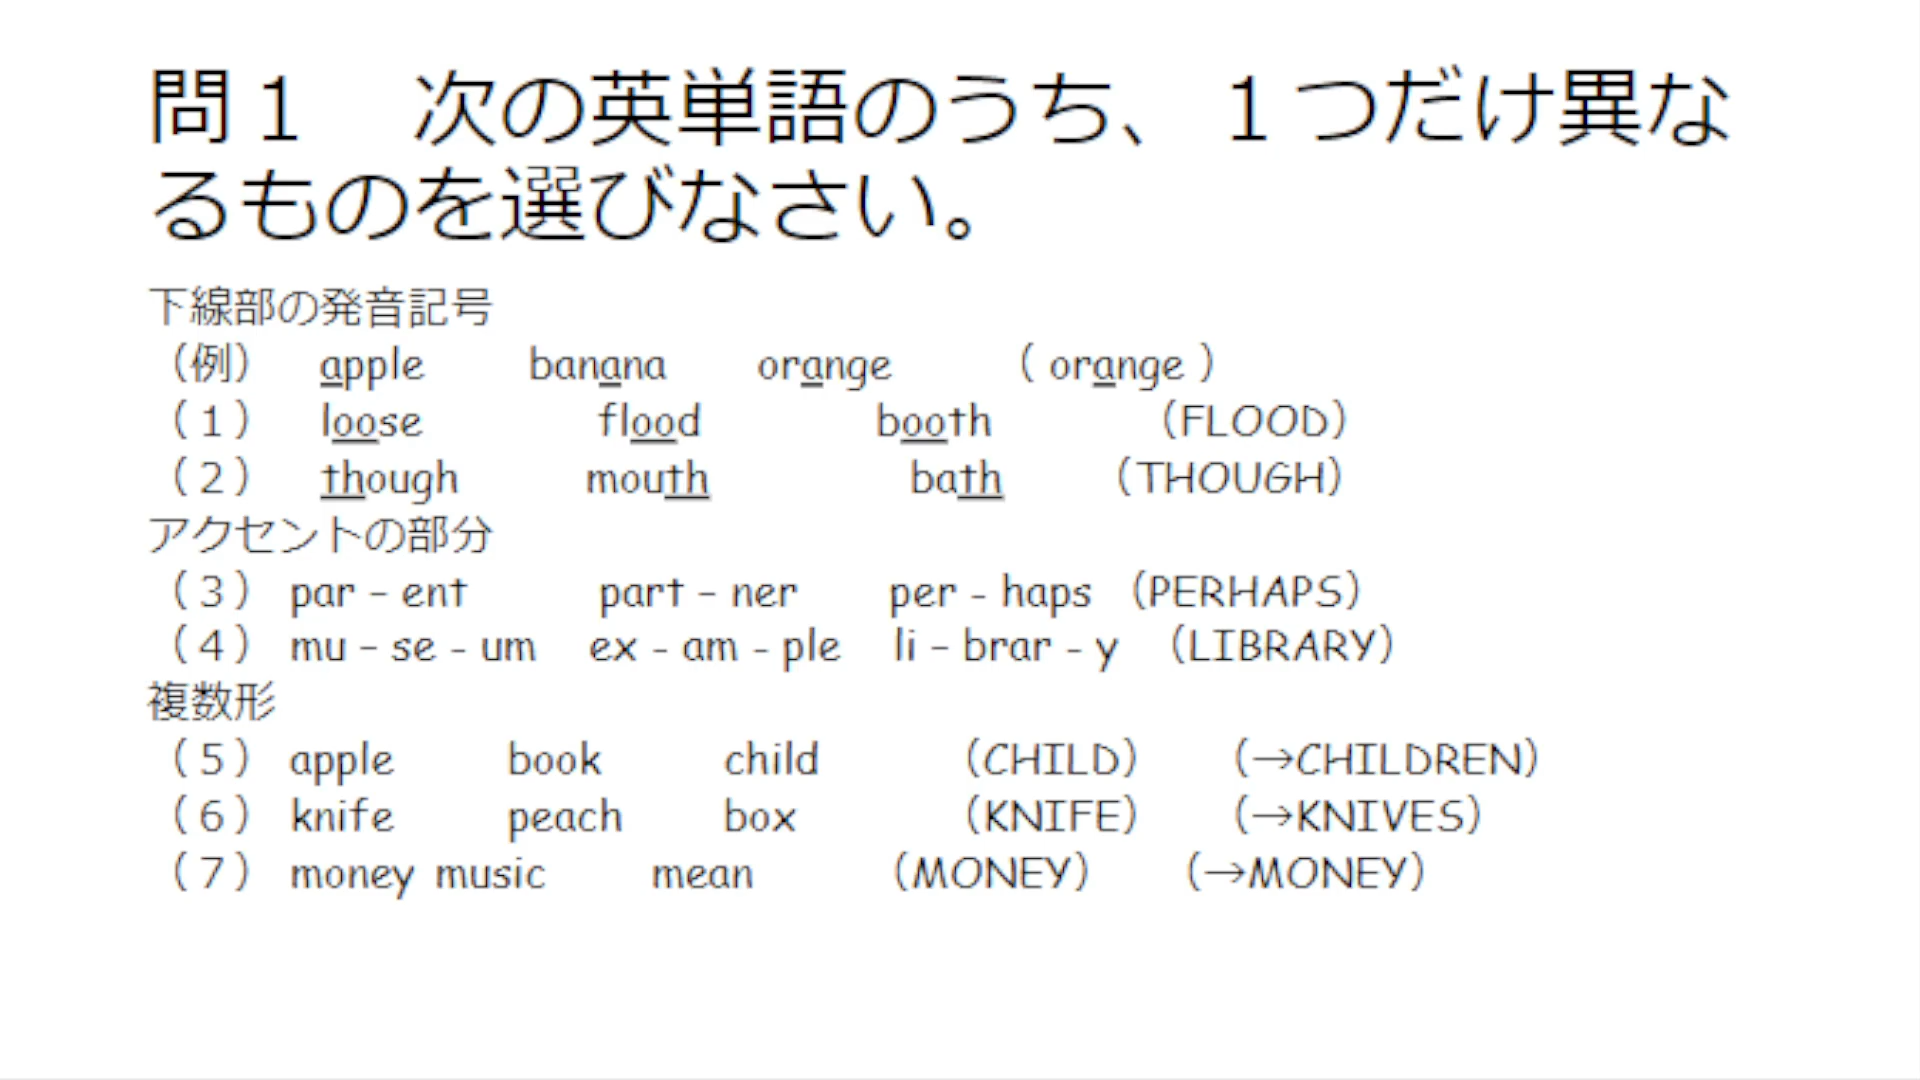 問１　次の英単語のうち、１つだけ異な
るものを選びなさい。
下線部の発音記号
（例）　apple　banana　orange　（ orange ）
（１）　loose　flood　booth　（FLOOD）
（２）　though　mouth　bath　（THOUGH）
アクセントの部分
（３）　par – ent　part – ner　per - haps　（PERHAPS）
（４）　mu – se - um　ex - am - ple　li – brar - y　（LIBRARY）
複数形
（５）　apple　book　child　（CHILD）　（→CHILDREN）
（６）　knife　peach　box　（KNIFE）　（→KNIVES）
（７）　money　music　mean　（MONEY）　（→MONEY）